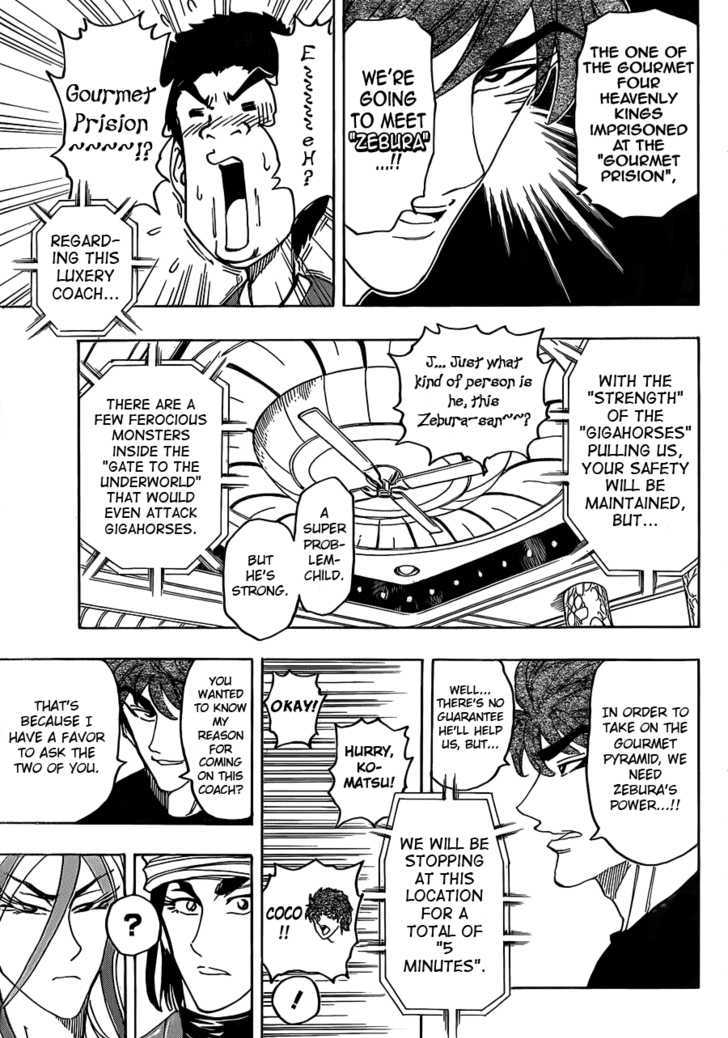 THE ONE OF
THE GOURMET
FOUR
HEAVENLY
KINGS
IMPRISONED
AT THE
"GOURMET
PRISION",
WE'RE
GOING
TO MEET
"ZEBURA"
...!!
E~~~~~eH?
Gourmet
Prision
~~~~!?
REGARD-
ING THIS
LUXERY
COACH...
WITH THE
"STRENGTH"
OF THE
"GIGAHORSES"
PULLING US,
YOUR SAFETY
WILL BE
MAINTAINED,
BUT...
J... Just what
kind of person is
he, this
Zebura-san~~~?
A
SUPER
PROB-
LEM-
CHILD.
BUT
HE'S
STRONG.
THERE ARE A
FEW FEROCIOUS
MONSTERS
INSIDE THE
"GATE TO THE
UNDERWORLD"
THAT WOULD
EVEN ATTACK
GIGAHORSES.
IN ORDER TO
TAKE ON THE
GOURMET
PYRAMID, WE
NEED
ZEBURA'S
POWER...!!
WELL...
THERE'S NO
GUARANTEE
HE'LL HELP
US, BUT...
WE WILL BE
STOPPING
AT THIS
LOCATION
FOR A
TOTAL OF
"5
MINUTES".
HURRY,
KO-
MATSU!
OKAY!
COCO
!!
!
YOU
WANTED
TO KNOW
MY
REASON
FOR
COMING
ON THIS
COACH?
THAT'S
BECAUSE I
HAVE A FAVOR
TO ASK THE
TWO OF YOU.
?